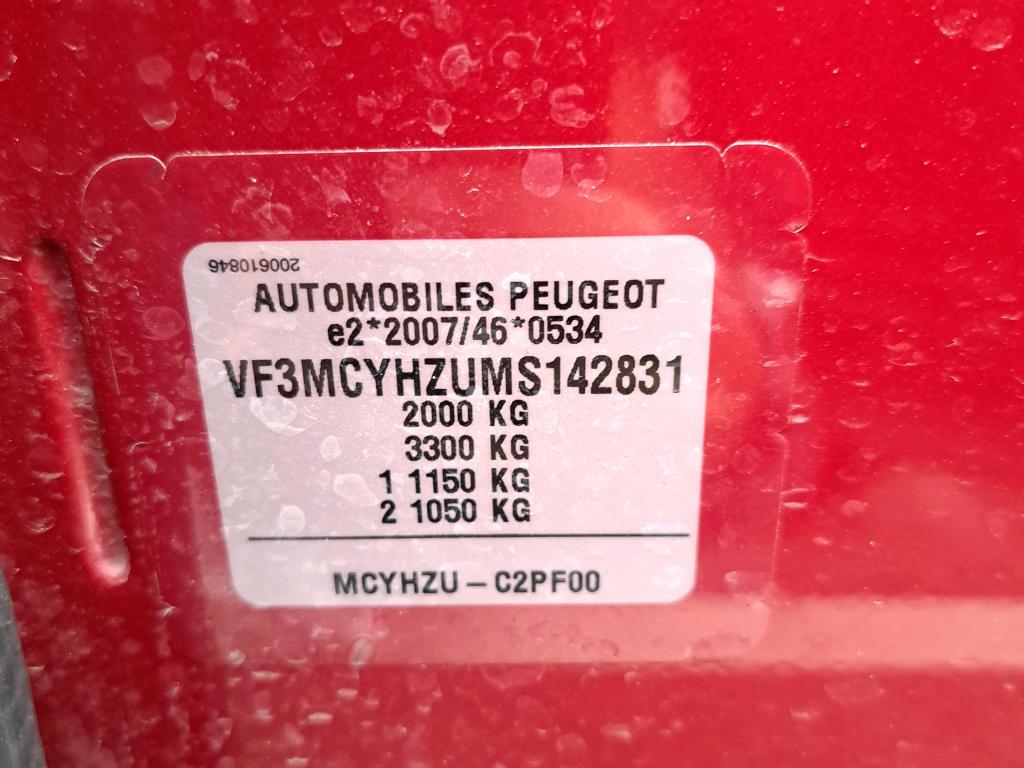 200610846
AUTOMOBILES PEUGEOT
e2*2007/46*0534
VF3MCYHZUMS142831
2000 KG
3300 KG
1 1150 KG
2 1050 KG
MCYHZU – C2PF00